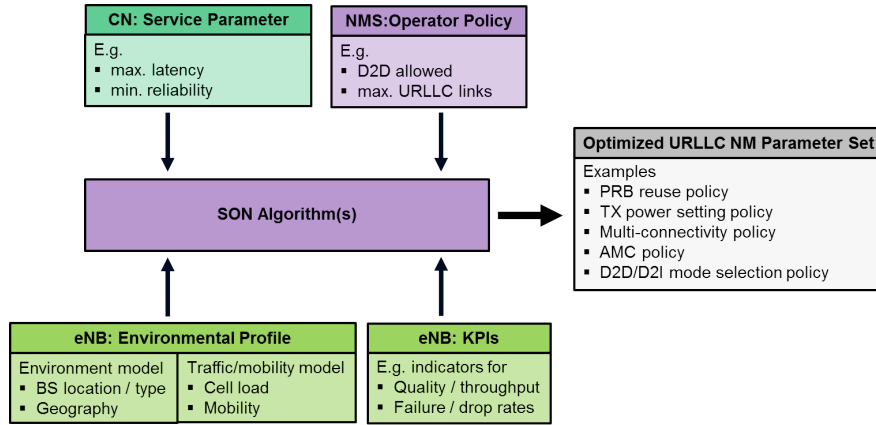 CN: Service Parameter
E.g.
▪ max. latency
▪ min. reliability
NMS:Operator Policy
E.g.
▪ D2D allowed
▪ max. URLLC links
SON Algorithm(s)
Optimized URLLC NM Parameter Set
Examples
▪ PRB reuse policy
▪ TX power setting policy
▪ Multi-connectivity policy
▪ AMC policy
▪ D2D/D2I mode selection policy
eNB: Environmental Profile
Environment model
▪ BS location / type
▪ Geography
Traffic/mobility model
▪ Cell load
▪ Mobility
eNB: KPIs
E.g. indicators for
▪ Quality / throughput
▪ Failure / drop rates